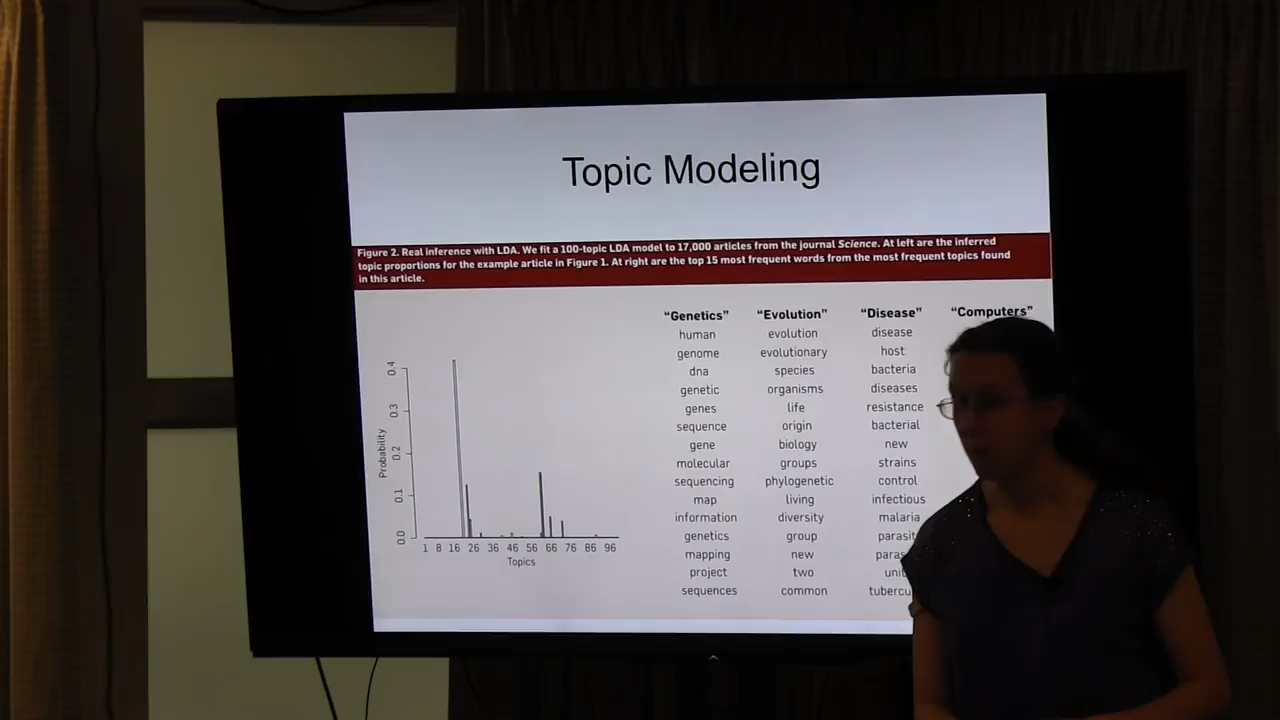 Topic Modeling
Figure 2. Real inference with LDA. We fit a 100-topic LDA model to 17,000 articles from the journal Science. At left are the inferred
topic proportions for the example article in Figure 1. At right are the top 15 most frequent words from the most frequent topics found
in this article.
“Genetics” “Evolution” “Disease” “Computers”
human evolution disease
genome evolutionary host
dna species bacteria
genetic organisms diseases
genes life resistance
sequence origin bacterial
gene biology new
molecular groups strains
sequencing phylogenetic control
map living infectious
information diversity malaria
genetics group
mapping new
project two
sequences common
0.4
0.3
0.2
0.1
0.0
Probability
1 8 16 26 36 46 56 66 76 86 96
Topics